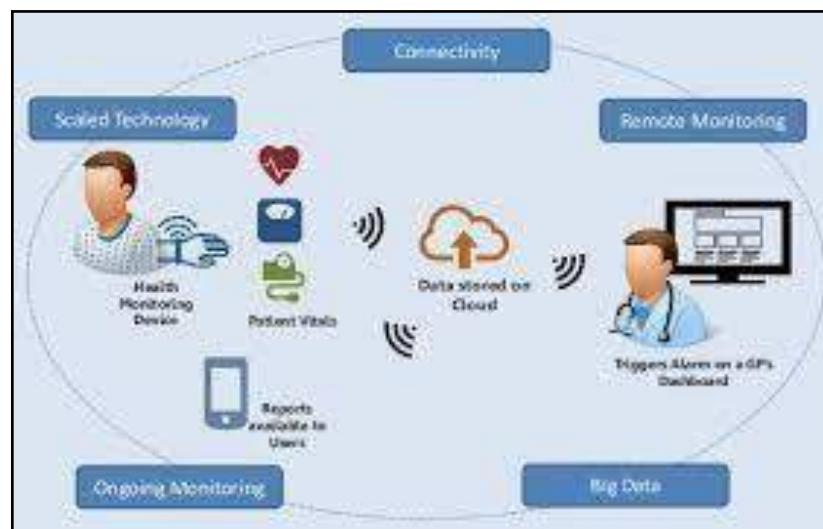 Connectivity
Scaled Technology
Remote Monitoring
Health
Monitoring
Device
Patient Vitals
Data stored on
Cloud
Triggers Alarm on a GP's
Dashboard
Reports
available to
Users
Ongoing Monitoring
Big Data